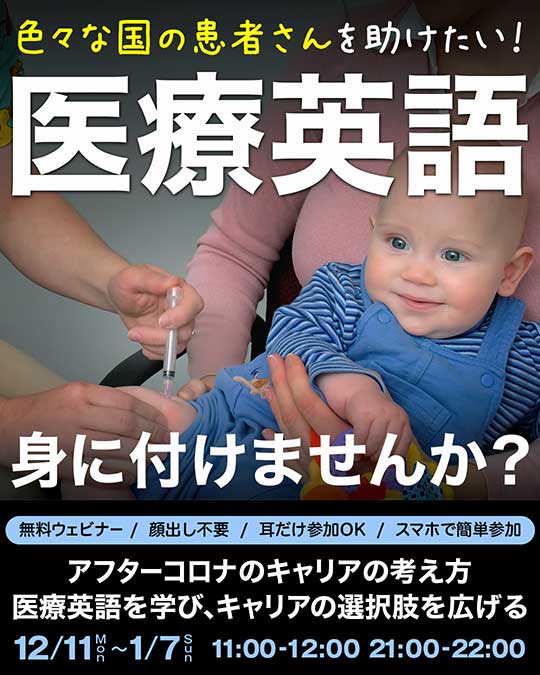 色々な国の患者さんを助けたい!
医療英語
身に付けませんか?
無料ウェビナー / 顔出し不要 / 耳だけ参加OK / スマホで簡単参加
アフターコロナのキャリアの考え方
医療英語を学び、キャリアの選択肢を広げる
12/11 Mon ～1/7 Sun 11:00-12:00 21:00-22:00